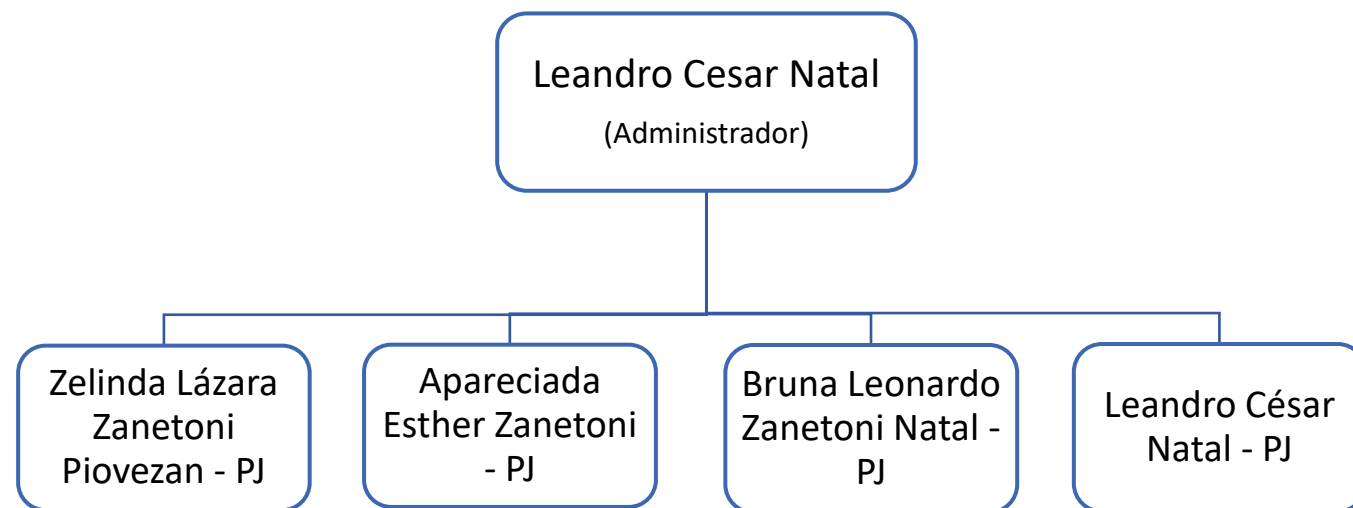 Leandro Cesar Natal
(Administrador)
Zelinda Lázara
Zanetoni
Piovezan - PJ
Apareciada
Esther Zanetoni
- PJ
Bruna Leonardo
Zanetoni Natal -
PJ
Leandro César
Natal - PJ